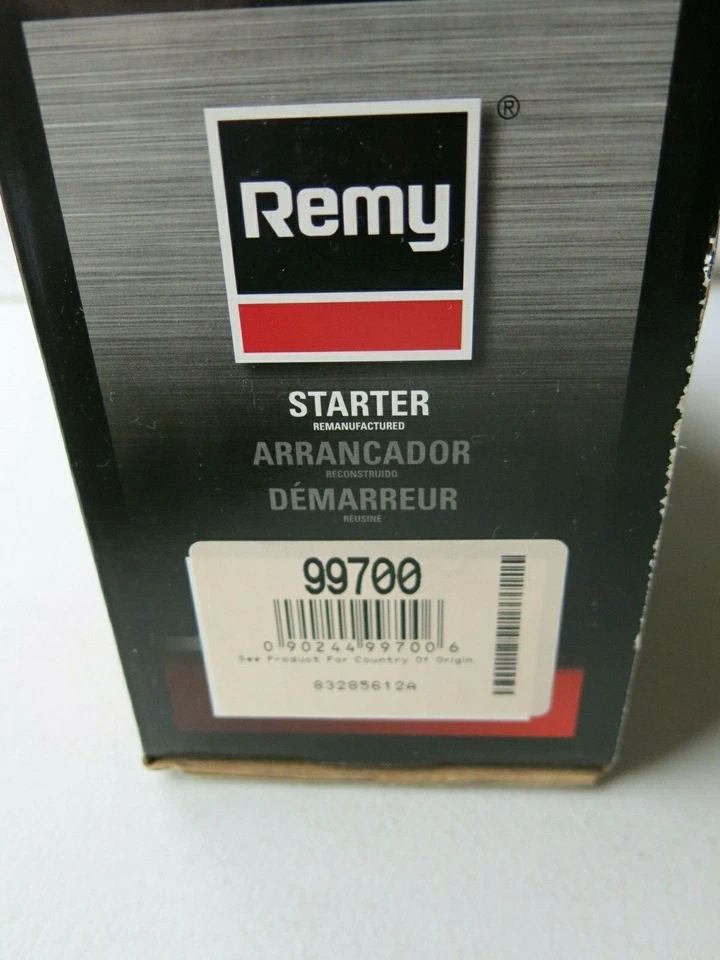 ®
Remy
STARTER
REMANUFACTURED
ARRANCADOR
RECONSTRUIDO
DÉMARREUR
RÉUSINÉ
99700
0 90244 99700 6
See Product For Country Of Origin
83285612A